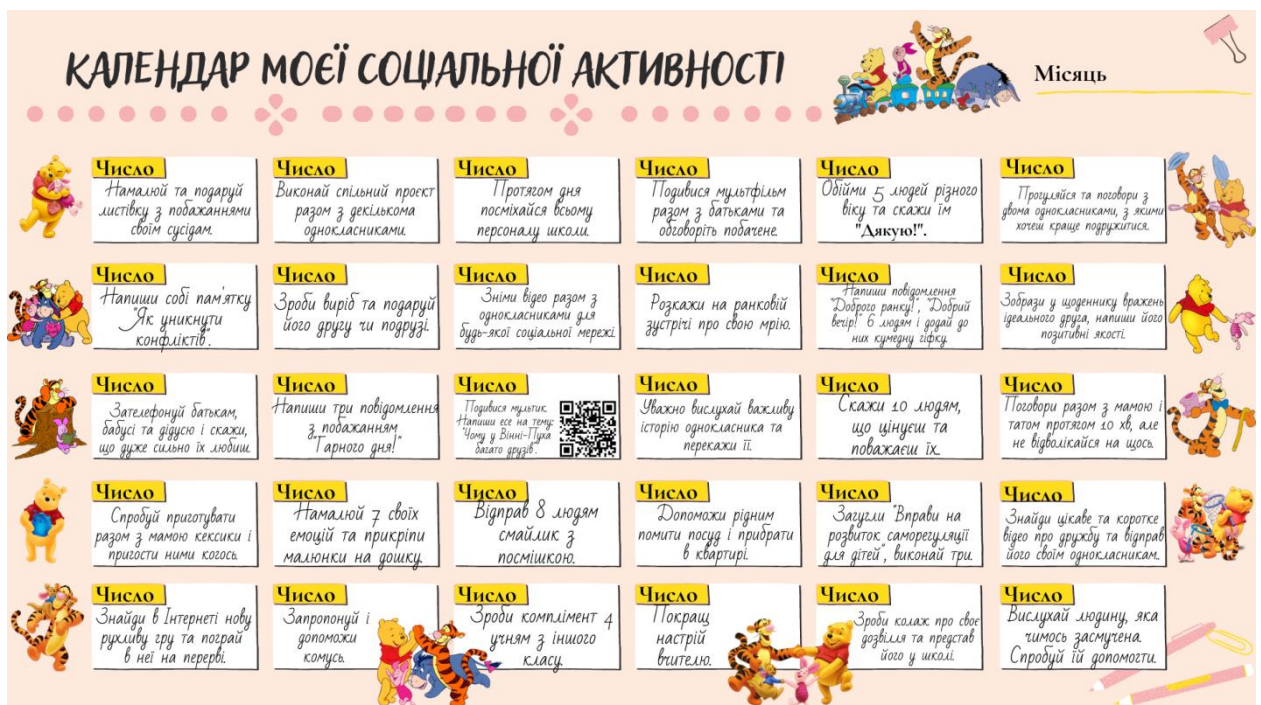 КАЛЕНДАР МОЄЇ СОЦІАЛЬНОЇ АКТИВНОСТІ
Місяць
Число
Намалюй та подаруй
листівку з побажаннями
своїм сусідам.
Число
Виконай спільний проєкт
разом з декількома
однокласниками.
Число
Протягом дня
посміхайся всьому
персоналу школи.
Число
Подивися мультфільм
разом з батьками та
обговоріть побачене.
Число
Обійми 5 людей різного
віку та скажи їм
"Дякую!".
Число
Прогуляйся та поговори з
двома однокласниками, з якими
хочеш краще подружитися.
Число
Напиши собі пам'ятку
"Як уникнути
конфліктів".
Число
Зроби виріб та подаруй
його другу чи подрузі.
Число
Зніми відео разом з
однокласниками для
будь-якої соціальної мережі.
Число
Розкажи на ранковій
зустрічі про свою мрію.
Число
Напиши повідомлення
"Доброго ранку!", "Добрий
вечір!" 6 людям і додай до
них кумедну гіфку.
Число
Зобрази у щоденнику вражень
ідеального друга, напиши його
позитивні якості.
Число
Зателефонуй батькам,
бабусі та дідусю і скажи,
що дуже сильно їх любиш.
Число
Напиши три повідомлення
з побажанням
"Гарного дня!"
Число
Подивися мультик.
Напиши есе на тему:
"Чому у Вінні-Пуха
багато друзів".
Число
Уважно вислухай важливу
історію однокласника та
перекажи її.
Число
Скажи 10 людям,
що цінуєш та
поважаєш їх.
Число
Поговори разом з мамою і
татом протягом 10 хв, але
не відволікайся на щось.
Число
Спробуй приготувати
разом з мамою кексики і
пригости ними когось.
Число
Намалюй 7 своїх
емоцій та прикріпи
малюнки на дошку.
Число
Відправ 8 людям
смайлик з
посмішкою.
Число
Допоможи рідним
помити посуд і прибрати
в квартирі.
Число
Загугли "Вправи на
розвиток саморегуляції
для дітей", виконай три.
Число
Знайди цікаве та коротке
відео про дружбу та відправ
його своїм однокласникам.
Число
Знайди в Інтернеті нову
рухливу гру та пограй
в неї на перерві.
Число
Запропонуй і
допоможи
комусь.
Число
Зроби комплімент 4
учням з іншого
класу.
Число
Покращ
настрій
вчителю.
Число
Зроби колаж про своє
дозвілля та представ
його у школі.
Число
Вислухай людину, яка
чимось засмучена.
Спробуй їй допомогти.